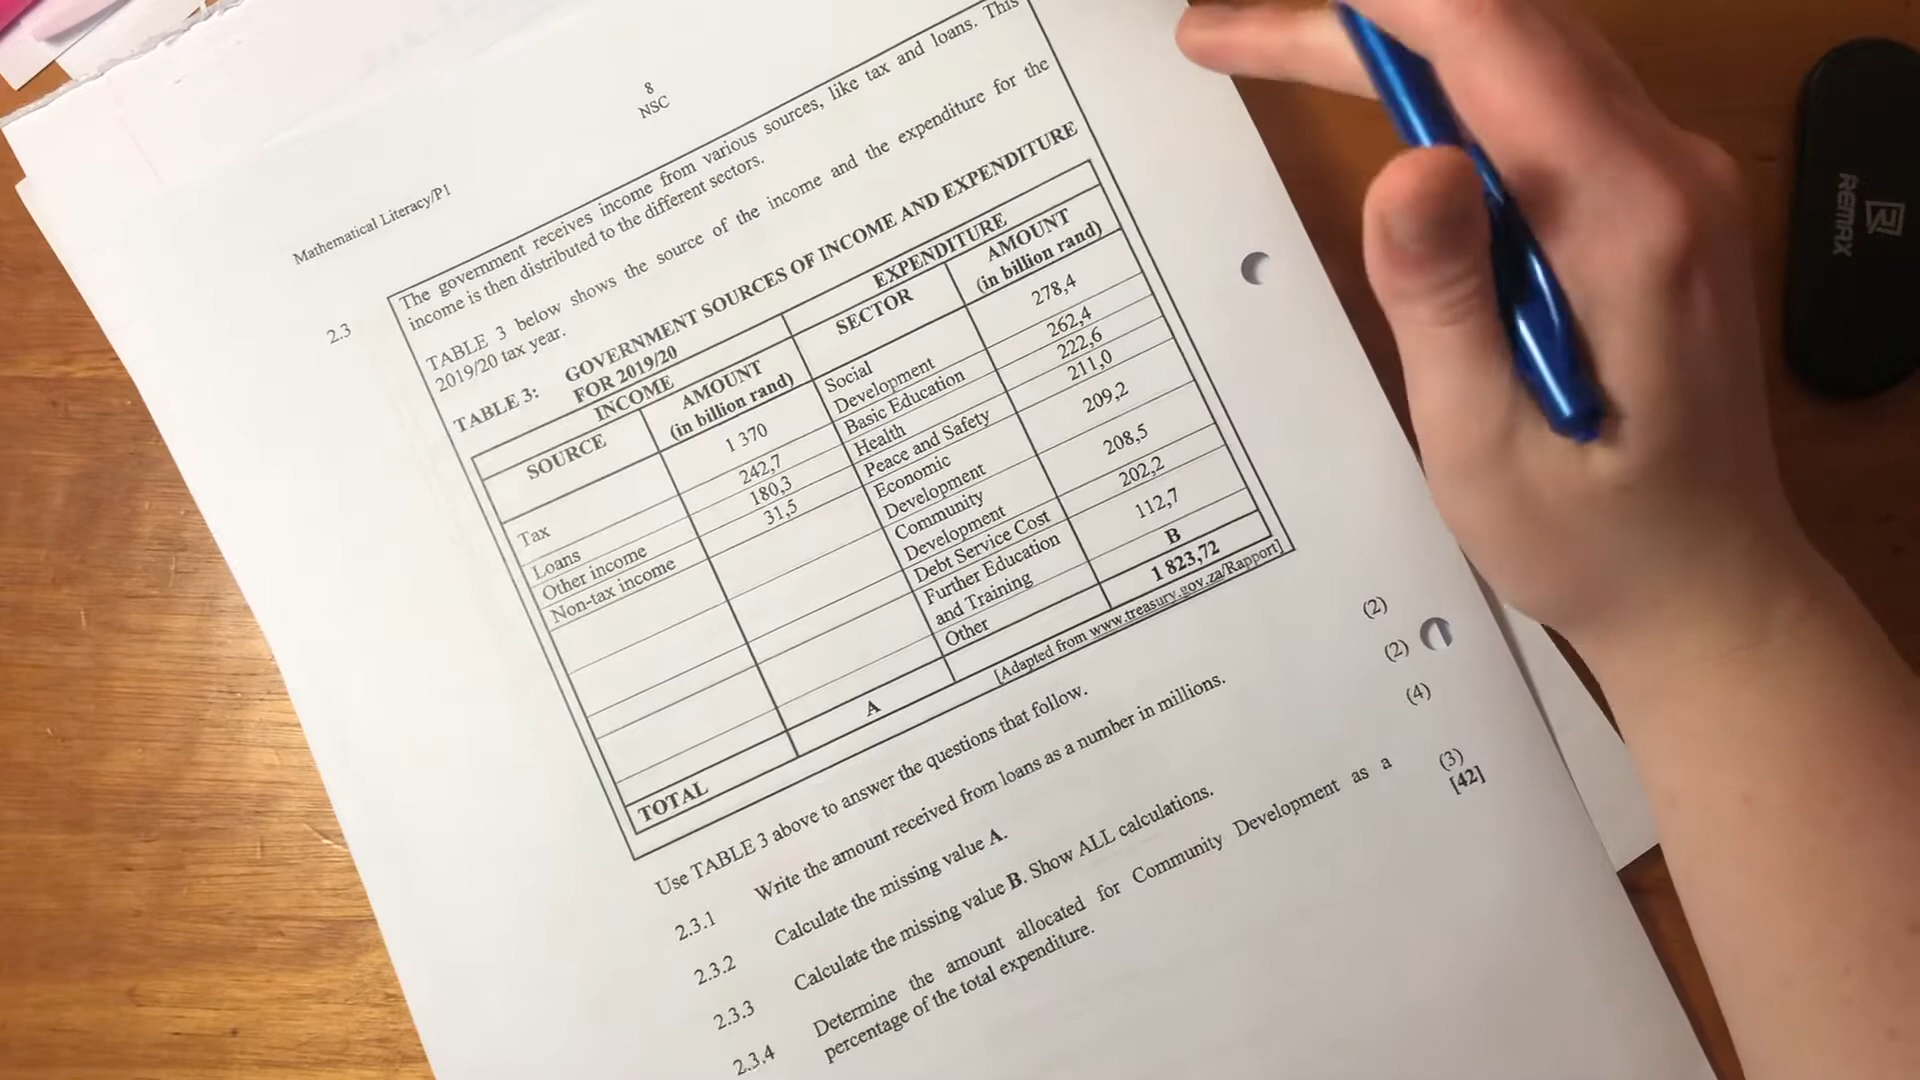 8
NSC
Mathematical Literacy/P1
2.3
The government receives income from various sources, like tax and loans. This
income is then distributed to the different sectors.
TABLE 3 below shows the source of the income and the expenditure for the
2019/20 tax year.
TABLE 3: GOVERNMENT SOURCES OF INCOME AND EXPENDITURE
FOR 2019/20
INCOME EXPENDITURE
SOURCE AMOUNT (in billion rand) SECTOR AMOUNT (in billion rand)
Tax 1 370 Social Development 278,4
Loans 242,7 Basic Education 262,4
Other income 180,3 Health 222,6
Non-tax income 31,5 Peace and Safety 211,0
Economic Development 209,2
Community Development 208,5
Debt Service Cost 202,2
Further Education and Training 112,7
Other B
TOTAL A 1 823,72
[Adapted from www.treasury.gov.za/Rapport]
Use TABLE 3 above to answer the questions that follow.
2.3.1 Write the amount received from loans as a number in millions. (2)
2.3.2 Calculate the missing value A. (2)
2.3.3 Calculate the missing value B. Show ALL calculations. (4)
2.3.4 Determine the amount allocated for Community Development as a
percentage of the total expenditure. (3)
[42]
REMAX